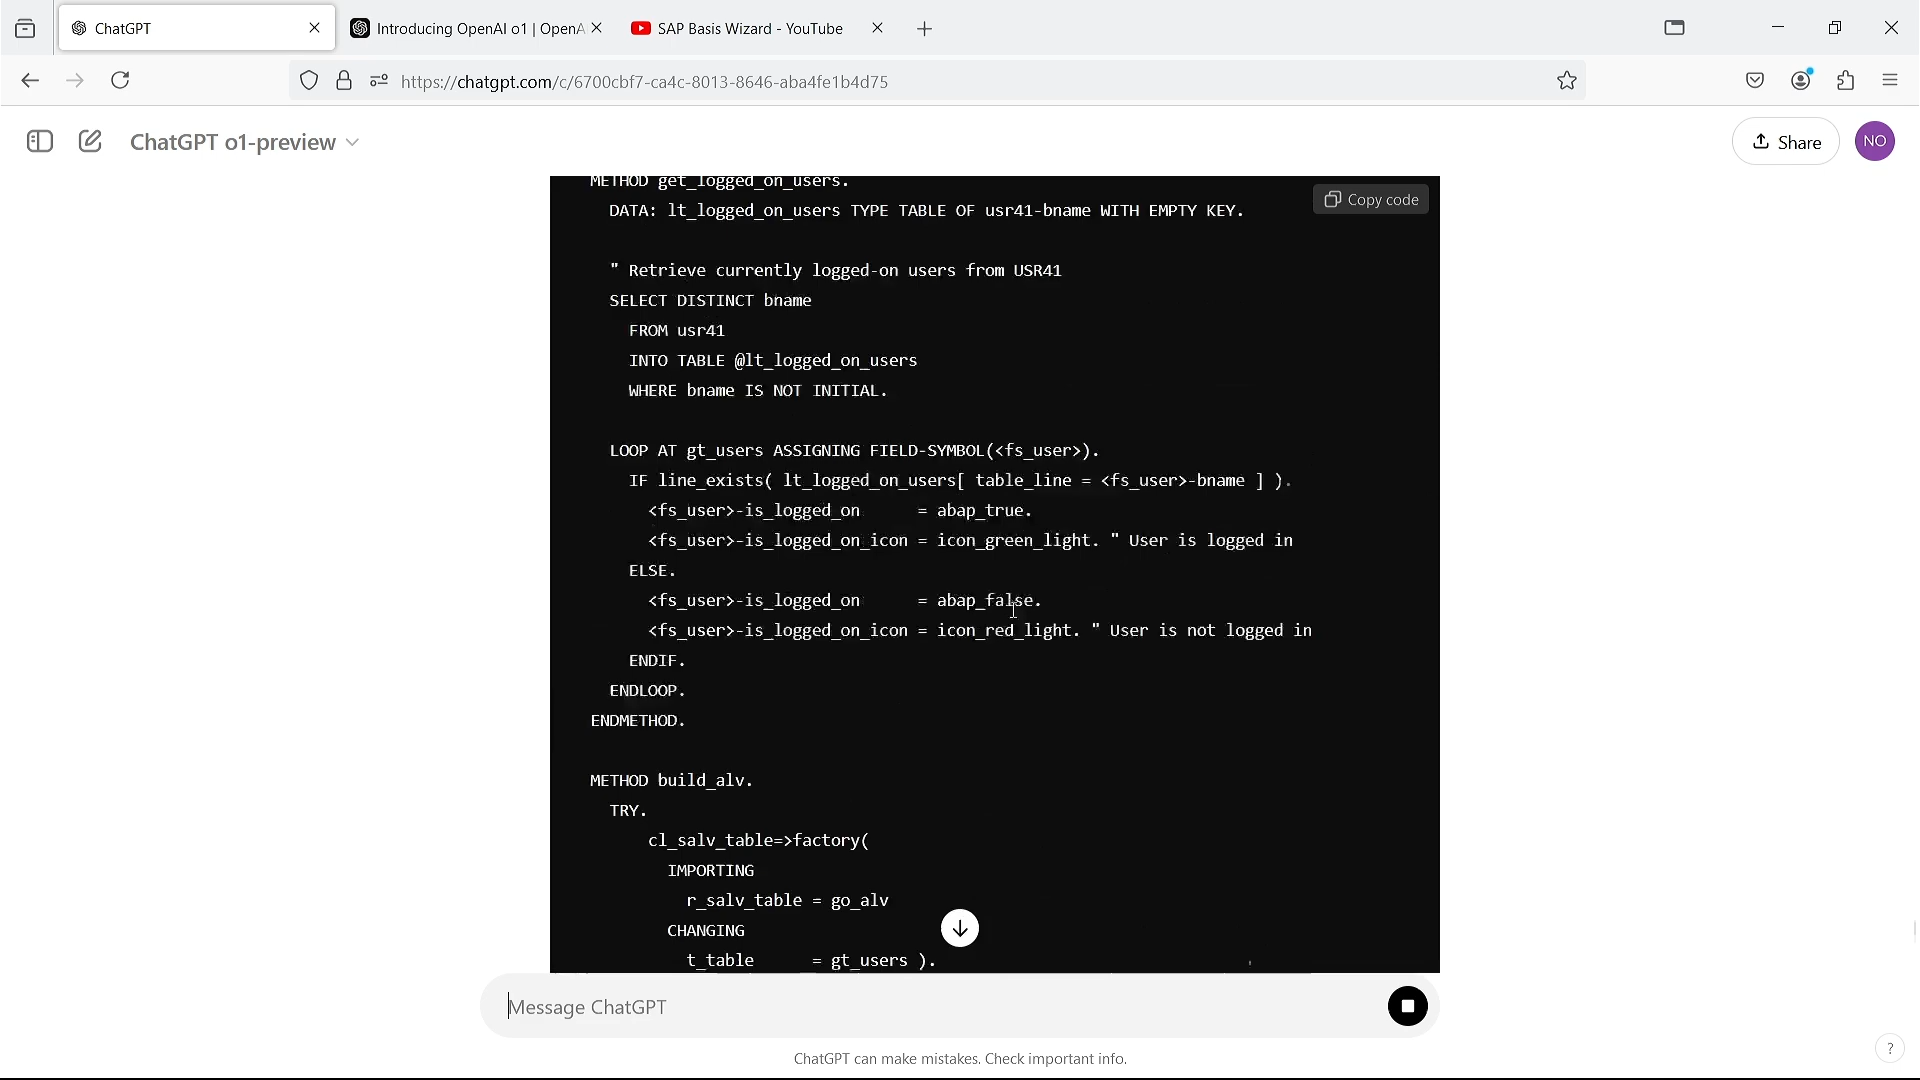 ChatGPT
Introducing OpenAI o1 | OpenA
SAP Basis Wizard - YouTube
https://chatgpt.com/c/6700cbf7-ca4c-8013-8646-aba4fe1b4d75
ChatGPT o1-preview
Share
NO
METHOD get_logged_on_users.
Copy code
DATA: lt_logged_on_users TYPE TABLE OF usr41-bname WITH EMPTY KEY.
" Retrieve currently logged-on users from USR41
SELECT DISTINCT bname
FROM usr41
INTO TABLE @lt_logged_on_users
WHERE bname IS NOT INITIAL.
LOOP AT gt_users ASSIGNING FIELD-SYMBOL(<fs_user>).
IF line_exists( lt_logged_on_users[ table_line = <fs_user>-bname ] ).
<fs_user>-is_logged_on      = abap_true.
<fs_user>-is_logged_on_icon = icon_green_light. " User is logged in
ELSE.
<fs_user>-is_logged_on      = abap_false.
<fs_user>-is_logged_on_icon = icon_red_light. " User is not logged in
ENDIF.
ENDLOOP.
ENDMETHOD.
METHOD build_alv.
TRY.
cl_salv_table=>factory(
IMPORTING
r_salv_table = go_alv
CHANGING
t_table      = gt_users ).
Message ChatGPT
ChatGPT can make mistakes. Check important info.
?